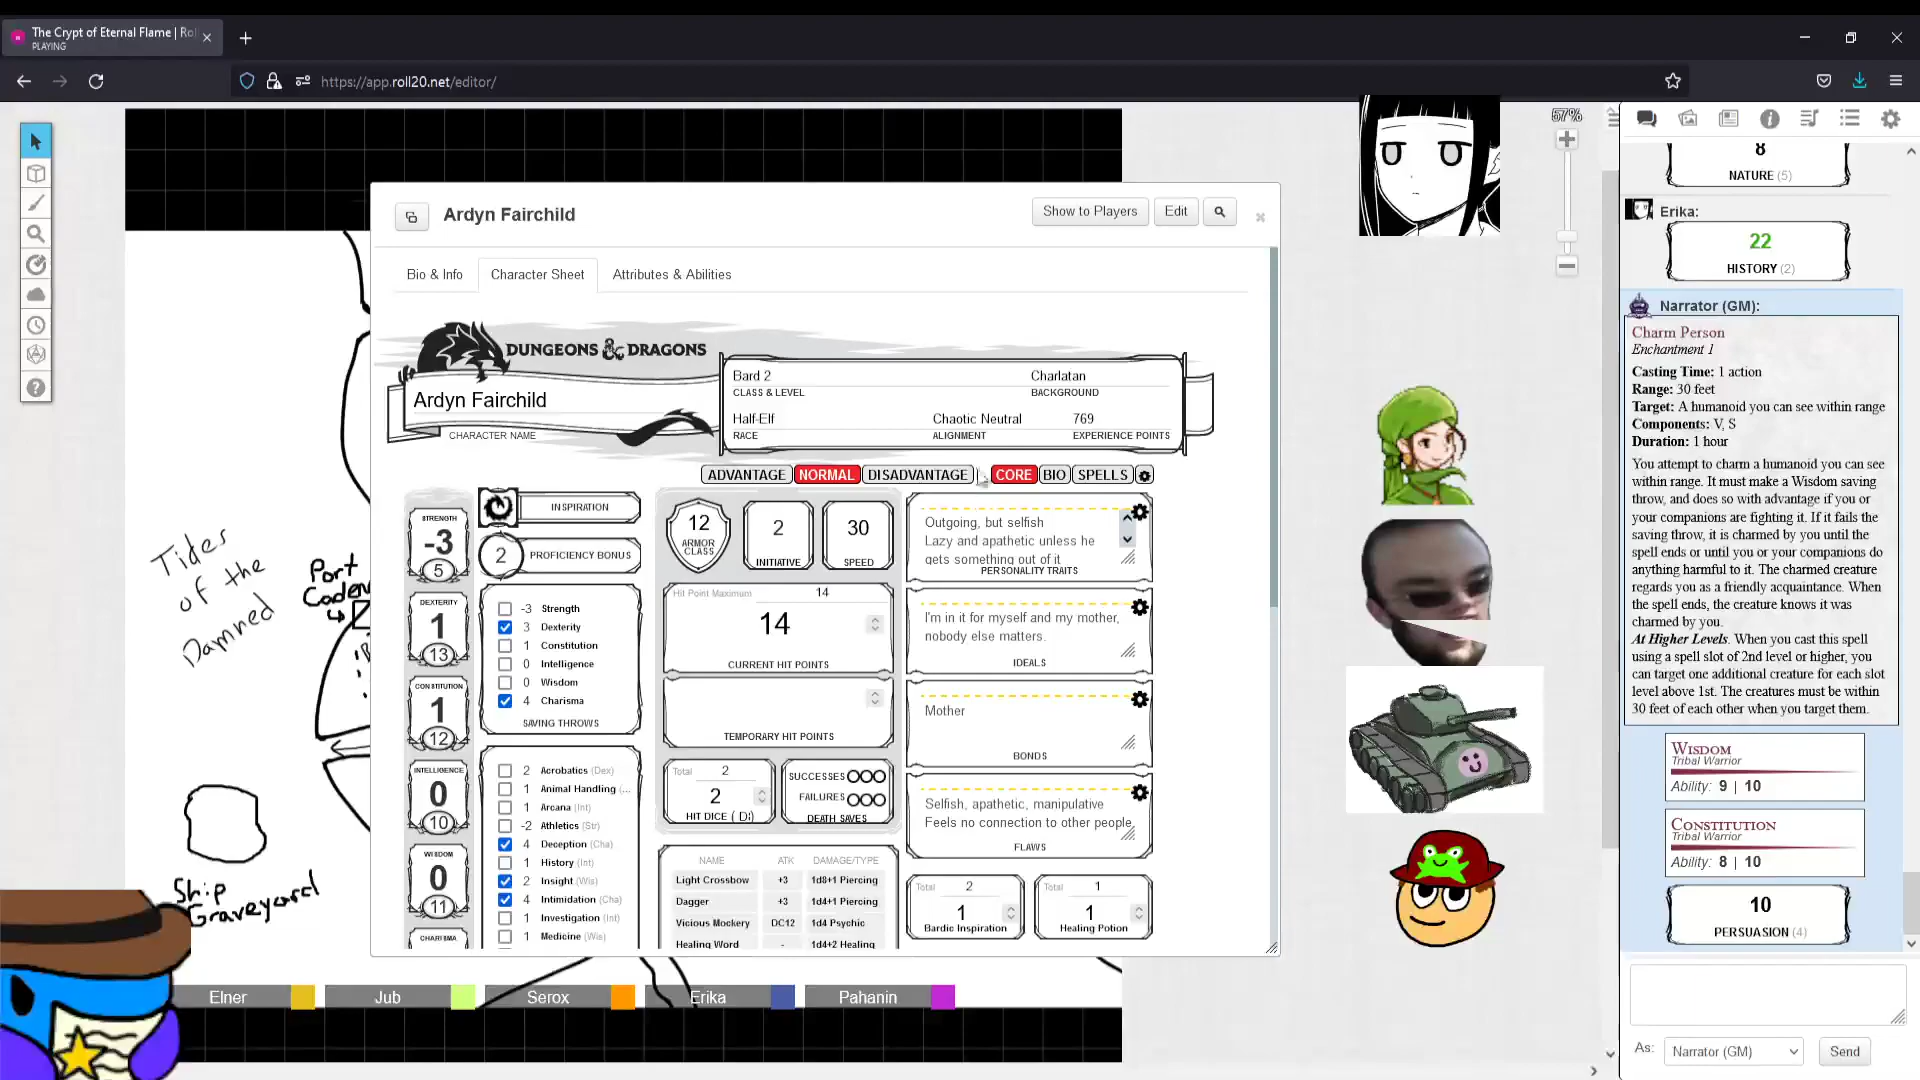 The Crypt of Eternal Flame | Rol
PLAYING
https://app.roll20.net/editor/
57%
Ardyn Fairchild
Show to Players
Edit
Bio & Info
Character Sheet
Attributes & Abilities
DUNGEONS & DRAGONS
Ardyn Fairchild
CHARACTER NAME
Bard 2
CLASS & LEVEL
Charlatan
BACKGROUND
Half-Elf
RACE
Chaotic Neutral
ALIGNMENT
769
EXPERIENCE POINTS
ADVANTAGE
NORMAL
DISADVANTAGE
CORE
BIO
SPELLS
STRENGTH
-3
5
DEXTERITY
1
13
CONSTITUTION
1
12
INTELLIGENCE
0
10
WISDOM
0
11
CHARISMA
INSPIRATION
2
PROFICIENCY BONUS
-3 Strength
3 Dexterity
1 Constitution
0 Intelligence
0 Wisdom
4 Charisma
SAVING THROWS
2 Acrobatics (Dex)
1 Animal Handling (...
1 Arcana (Int)
-2 Athletics (Str)
4 Deception (Cha)
1 History (Int)
2 Insight (Wis)
4 Intimidation (Cha)
1 Investigation (Int)
1 Medicine (Wis)
12
ARMOR
CLASS
2
INITIATIVE
30
SPEED
Hit Point Maximum 14
14
CURRENT HIT POINTS
TEMPORARY HIT POINTS
Total 2
2
HIT DICE ( Di
SUCCESSES
FAILURES
DEATH SAVES
NAME ATK DAMAGE/TYPE
Light Crossbow +3 1d8+1 Piercing
Dagger +3 1d4+1 Piercing
Vicious Mockery DC12 1d4 Psychic
Healing Word - 1d4+2 Healing
Outgoing, but selfish
Lazy and apathetic unless he
gets something out of it
PERSONALITY TRAITS
I'm in it for myself and my mother,
nobody else matters.
IDEALS
Mother
BONDS
Selfish, apathetic, manipulative
Feels no connection to other people,
FLAWS
Total 2
1
Bardic Inspiration
Total 1
1
Healing Potion
Tides
of the
Damned
Port
Ship
Graveyard
Elner
Jub
Serox
Erika
Pahanin
8
NATURE (5)
Erika:
22
HISTORY (2)
Narrator (GM):
Charm Person
Enchantment 1
Casting Time: 1 action
Range: 30 feet
Target: A humanoid you can see within range
Components: V, S
Duration: 1 hour
You attempt to charm a humanoid you can see
within range. It must make a Wisdom saving
throw, and does so with advantage if you or
your companions are fighting it. If it fails the
saving throw, it is charmed by you until the
spell ends or until you or your companions do
anything harmful to it. The charmed creature
regards you as a friendly acquaintance. When
the spell ends, the creature knows it was
charmed by you.
At Higher Levels. When you cast this spell
using a spell slot of 2nd level or higher, you
can target one additional creature for each slot
level above 1st. The creatures must be within
30 feet of each other when you target them.
WISDOM
Tribal Warrior
Ability: 9 | 10
CONSTITUTION
Tribal Warrior
Ability: 8 | 10
10
PERSUASION (4)
As:
Narrator (GM)
Send